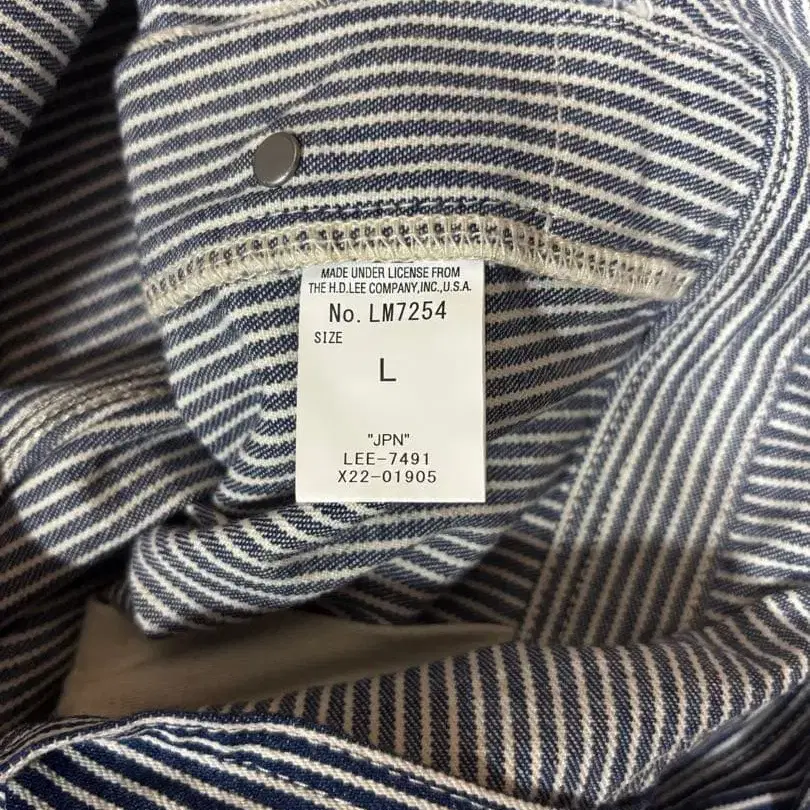 MADE UNDER LICENSE FROM
THE H.D.LEE COMPANY,INC.,U.S.A.
No. LM7254
SIZE
L
"JPN"
LEE-7491
X22-01905